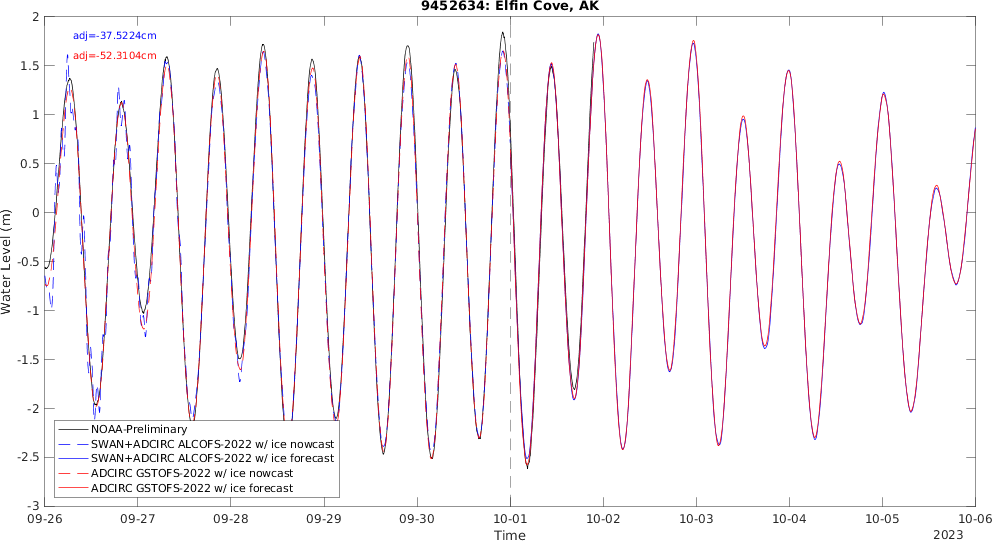 9452634: Elfin Cove, AK
adj=-37.5224cm
adj=-52.3104cm
Water Level (m)
2
1.5
1
0.5
0
-0.5
-1
-1.5
-2
-2.5
-3
NOAA-Preliminary
SWAN+ADCIRC ALCOFS-2022 w/ ice nowcast
SWAN+ADCIRC ALCOFS-2022 w/ ice forecast
ADCIRC GSTOFS-2022 w/ ice nowcast
ADCIRC GSTOFS-2022 w/ ice forecast
09-26 09-27 09-28 09-29 09-30 10-01 10-02 10-03 10-04 10-05 10-06
Time
2023